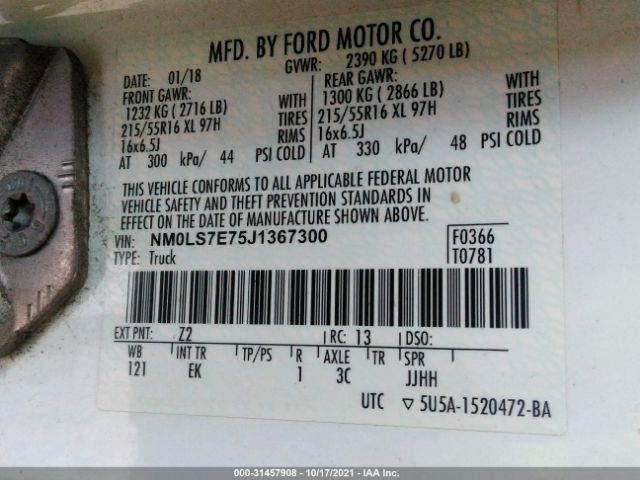 MFD. BY FORD MOTOR CO.
DATE: 01/18 GVWR: 2390 KG ( 5270 LB)
FRONT GAWR: REAR GAWR:
1232 KG ( 2716 LB) WITH 1300 KG ( 2866 LB) WITH
215/55R16 XL 97H TIRES 215/55R16 XL 97H TIRES
16x6.5J RIMS 16x6.5J RIMS
AT 300 kPa/ 44 PSI COLD AT 330 kPa/ 48 PSI COLD
THIS VEHICLE CONFORMS TO ALL APPLICABLE FEDERAL MOTOR
VEHICLE SAFETY AND THEFT PREVENTION STANDARDS IN
EFFECT ON THE DATE OF MANUFACTURE SHOWN ABOVE.
VIN: NM0LS7E75J1367300 F0366
TYPE: Truck T0781
EXT PNT: Z2 RC: 13 DSO:
WB INT TR TP/PS R AXLE TR SPR
121 EK 1 3C JJHH
UTC ▽ 5U5A-1520472-BA
000-31457908 - 10/17/2021 - IAA Inc.